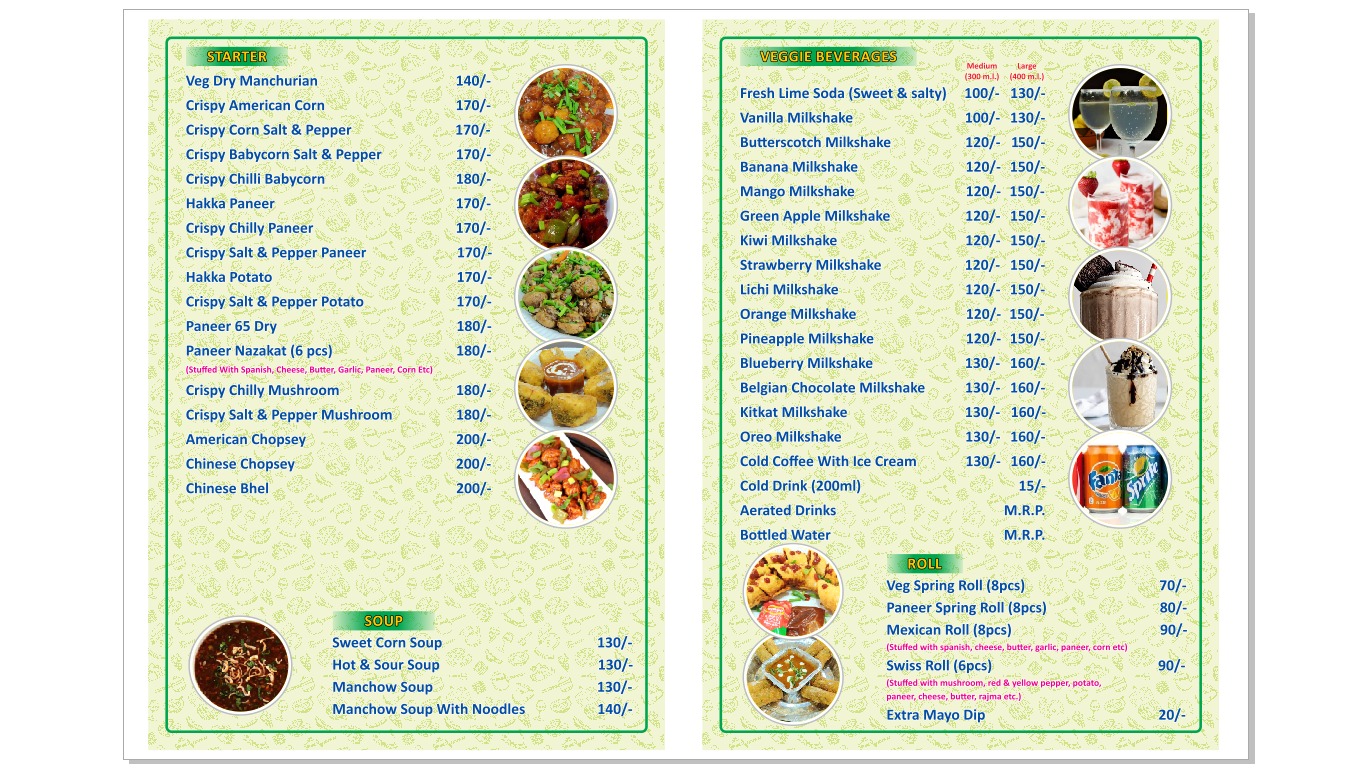 STARTER
Veg Dry Manchurian 140/-
Crispy American Corn 170/-
Crispy Corn Salt & Pepper 170/-
Crispy Babycorn Salt & Pepper 170/-
Crispy Chilli Babycorn 180/-
Hakka Paneer 170/-
Crispy Chilly Paneer 170/-
Crispy Salt & Pepper Paneer 170/-
Hakka Potato 170/-
Crispy Salt & Pepper Potato 170/-
Paneer 65 Dry 180/-
Paneer Nazakat (6 pcs) 180/-
(Stuffed With Spanish, Cheese, Butter, Garlic, Paneer, Corn Etc)
Crispy Chilly Mushroom 180/-
Crispy Salt & Pepper Mushroom 180/-
American Chopsey 200/-
Chinese Chopsey 200/-
Chinese Bhel 200/-
SOUP
Sweet Corn Soup 130/-
Hot & Sour Soup 130/-
Manchow Soup 130/-
Manchow Soup With Noodles 140/-
VEGGIE BEVERAGES
Medium Large
(300 m.l.) (400 m.l.)
Fresh Lime Soda (Sweet & salty) 100/- 130/-
Vanilla Milkshake 100/- 130/-
Butterscotch Milkshake 120/- 150/-
Banana Milkshake 120/- 150/-
Mango Milkshake 120/- 150/-
Green Apple Milkshake 120/- 150/-
Kiwi Milkshake 120/- 150/-
Strawberry Milkshake 120/- 150/-
Lichi Milkshake 120/- 150/-
Orange Milkshake 120/- 150/-
Pineapple Milkshake 120/- 150/-
Blueberry Milkshake 130/- 160/-
Belgian Chocolate Milkshake 130/- 160/-
Kitkat Milkshake 130/- 160/-
Oreo Milkshake 130/- 160/-
Cold Coffee With Ice Cream 130/- 160/-
Cold Drink (200ml) 15/-
Aerated Drinks M.R.P.
Bottled Water M.R.P.
Fanta Sprite
ROLL
Veg Spring Roll (8pcs) 70/-
Paneer Spring Roll (8pcs) 80/-
Mexican Roll (8pcs) 90/-
(Stuffed with spanish, cheese, butter, garlic, paneer, corn etc)
Swiss Roll (6pcs) 90/-
(Stuffed with mushroom, red & yellow pepper, potato,
paneer, cheese, butter, rajma etc.)
Extra Mayo Dip 20/-